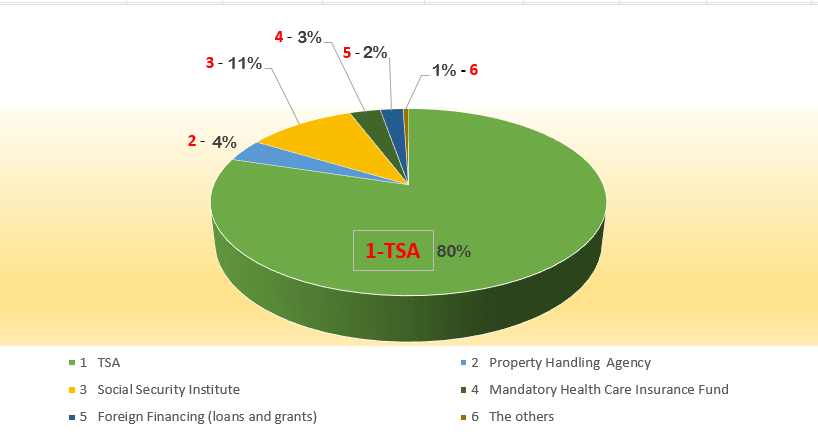 4 - 3%
5 - 2%
3 - 11%
1% - 6
2 - 4%
1-TSA 80%
1 TSA
2 Property Handling Agency
3 Social Security Institute
4 Mandatory Health Care Insurance Fund
5 Foreign Financing (loans and grants)
6 The others